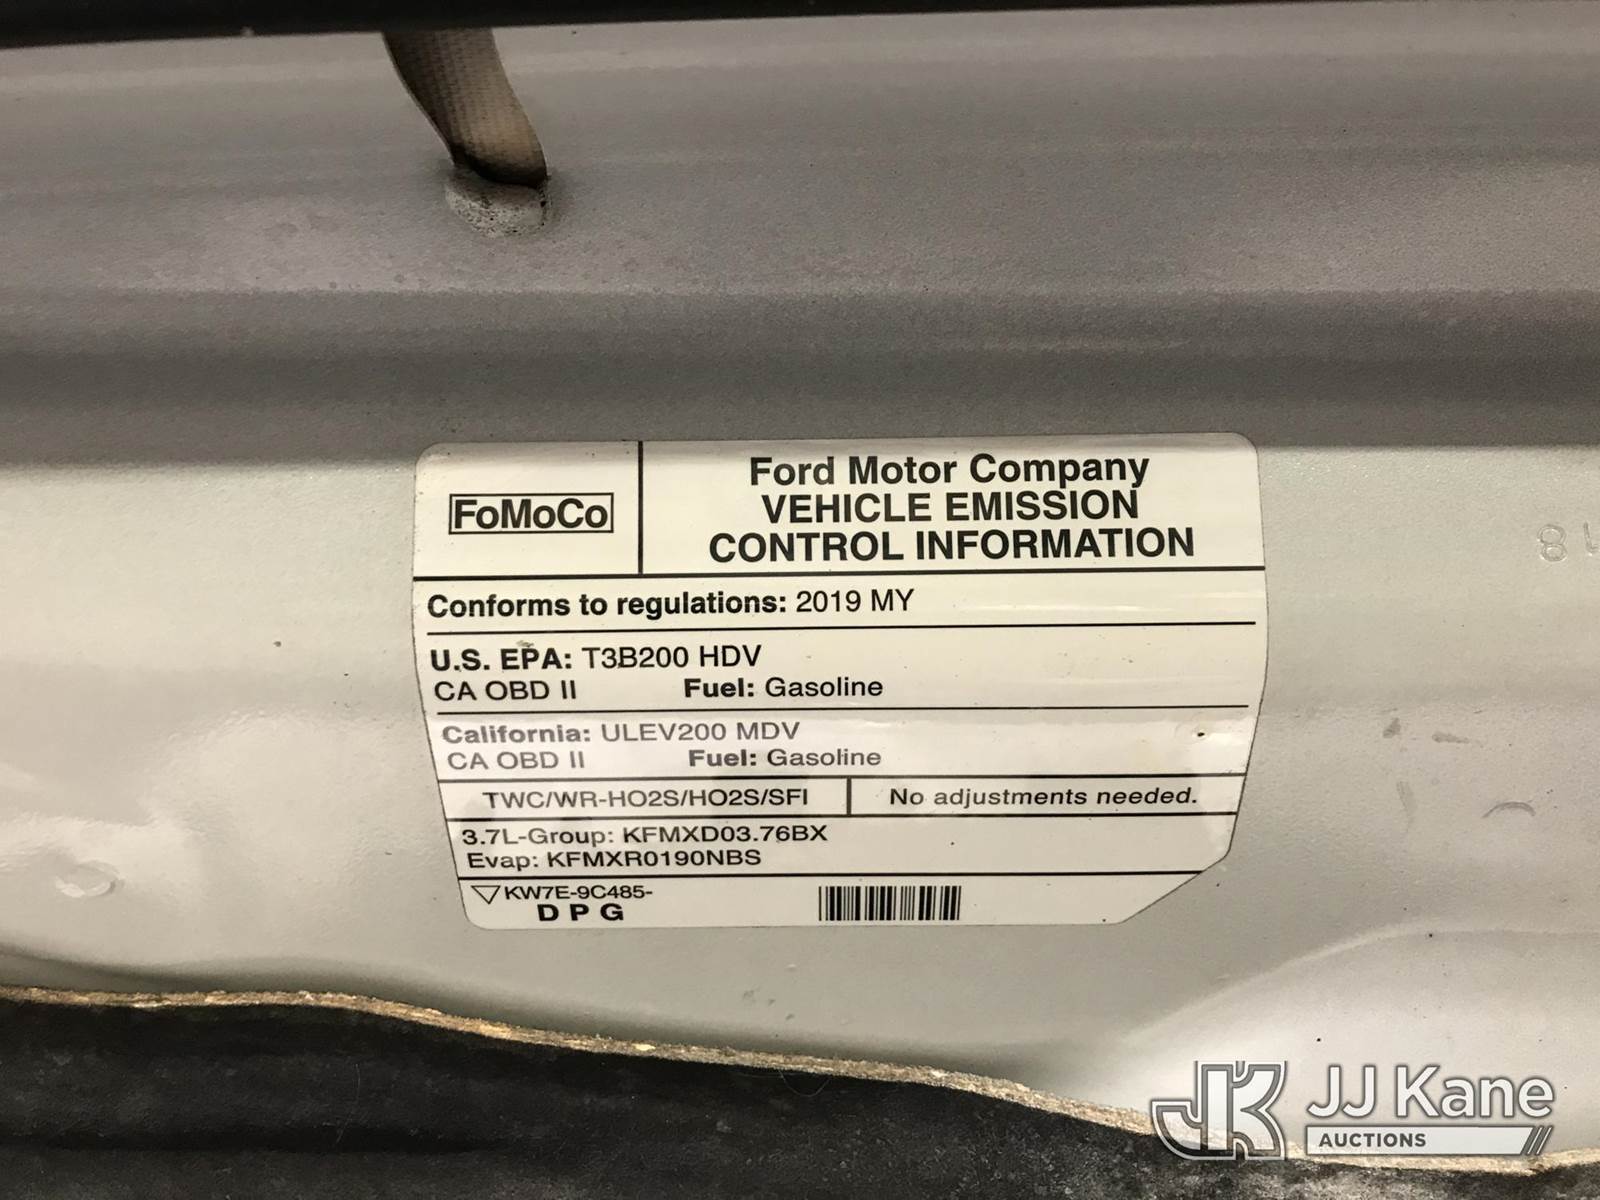 FoMoCo
Ford Motor Company
VEHICLE EMISSION
CONTROL INFORMATION
Conforms to regulations: 2019 MY
U.S. EPA: T3B200 HDV
CA OBD II Fuel: Gasoline
California: ULEV200 MDV
CA OBD II Fuel: Gasoline
TWC/WR-HO2S/HO2S/SFI No adjustments needed.
3.7L-Group: KFMXD03.76BX
Evap: KFMXR0190NBS
KW7E-9C485-
D P G
JK JJ Kane
AUCTIONS